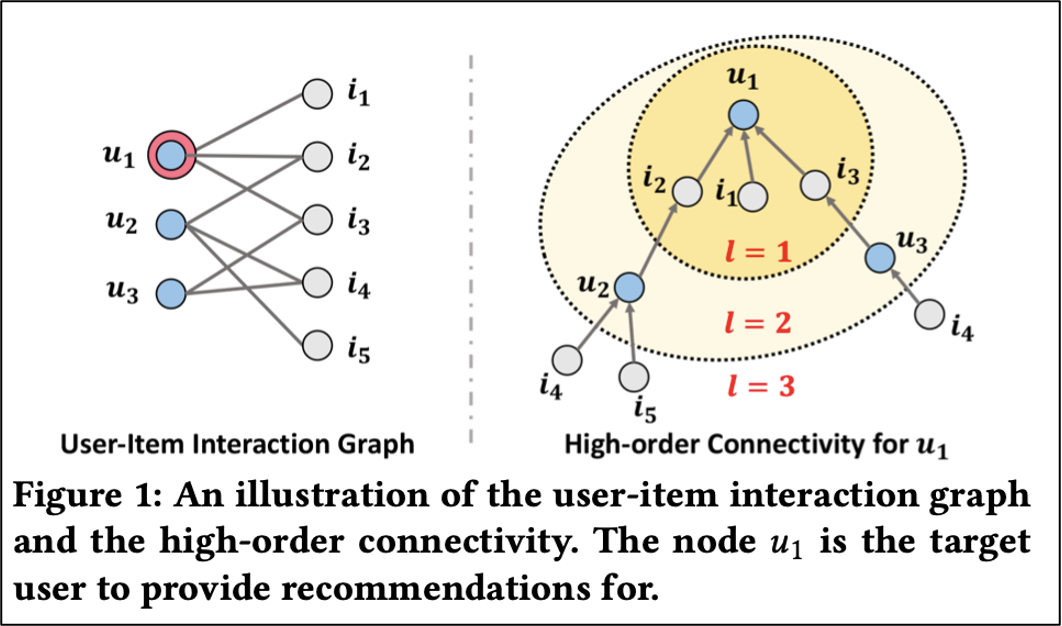 u₁
u₂
u₃
i₁
i₂
i₃
i₄
i₅
User-Item Interaction Graph
u₁
i₂
i₁
i₃
l = 1
u₂
u₃
l = 2
i₄
i₅
i₄
l = 3
High-order Connectivity for u₁
Figure 1: An illustration of the user-item interaction graph
and the high-order connectivity. The node u₁ is the target
user to provide recommendations for.